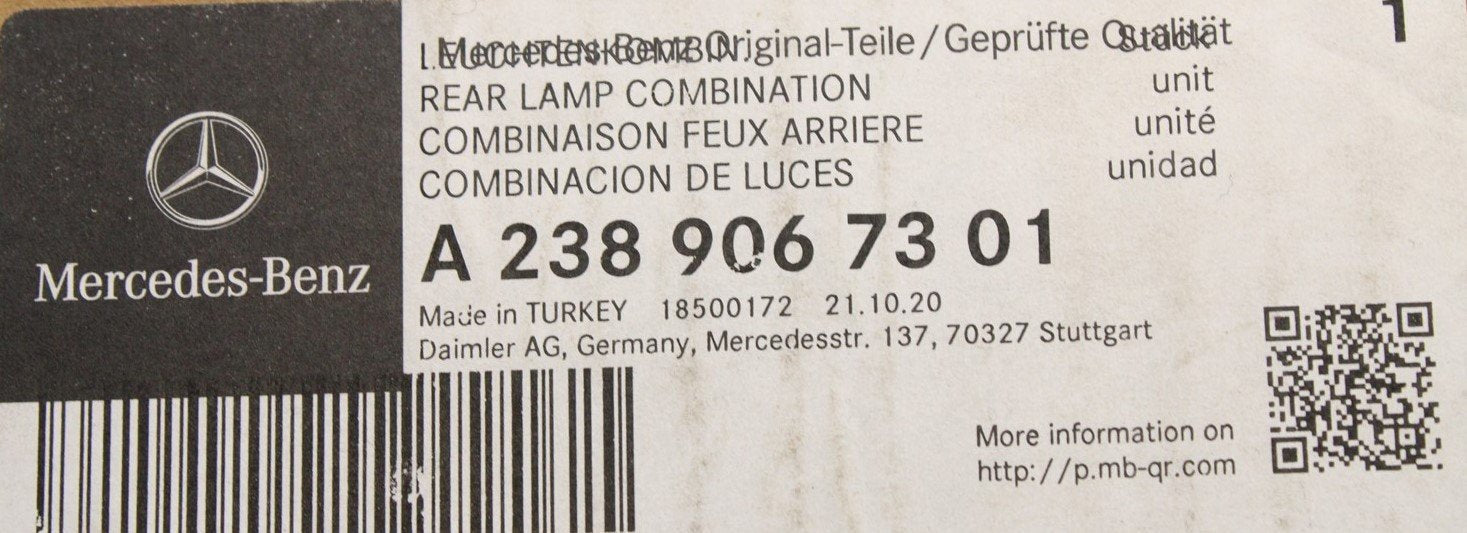 Mercedes-Benz
Mercedes-Benz Original-Teile / Geprüfte Qualität
LEUCHTENKOMBIN. Stück 1
REAR LAMP COMBINATION unit
COMBINAISON FEUX ARRIERE unité
COMBINACION DE LUCES unidad
A 238 906 73 01
Made in TURKEY 18500172 21.10.20
Daimler AG, Germany, Mercedesstr. 137, 70327 Stuttgart
More information on
http://p.mb-qr.com